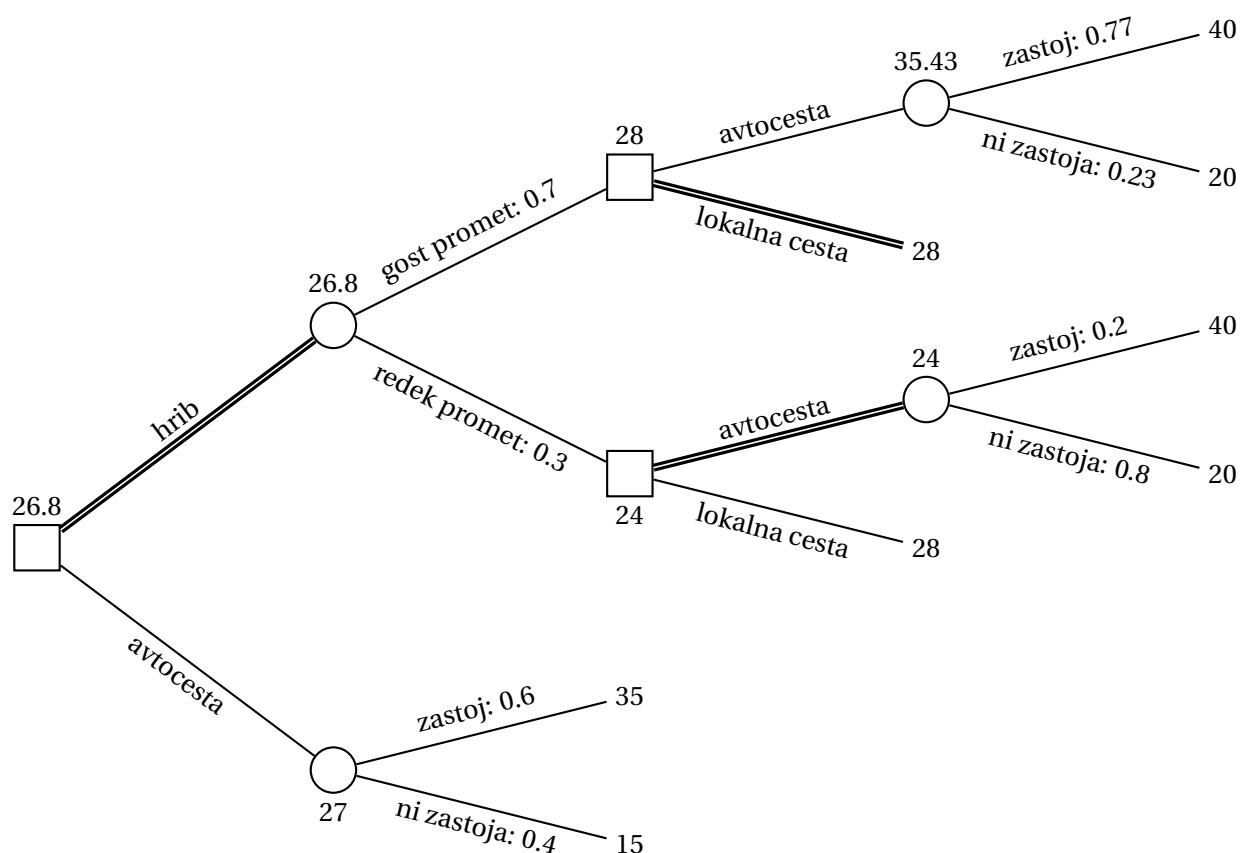 zastoj: 0.77
40
35.43
avtocesta
ni zastoja: 0.23
20
28
gost promet: 0.7
lokalna cesta
28
26.8
zastoj: 0.2
40
24
redek promet: 0.3
avtocesta
ni zastoja: 0.8
20
hrib
24
lokalna cesta
28
26.8
avtocesta
zastoj: 0.6
35
27
ni zastoja: 0.4
15